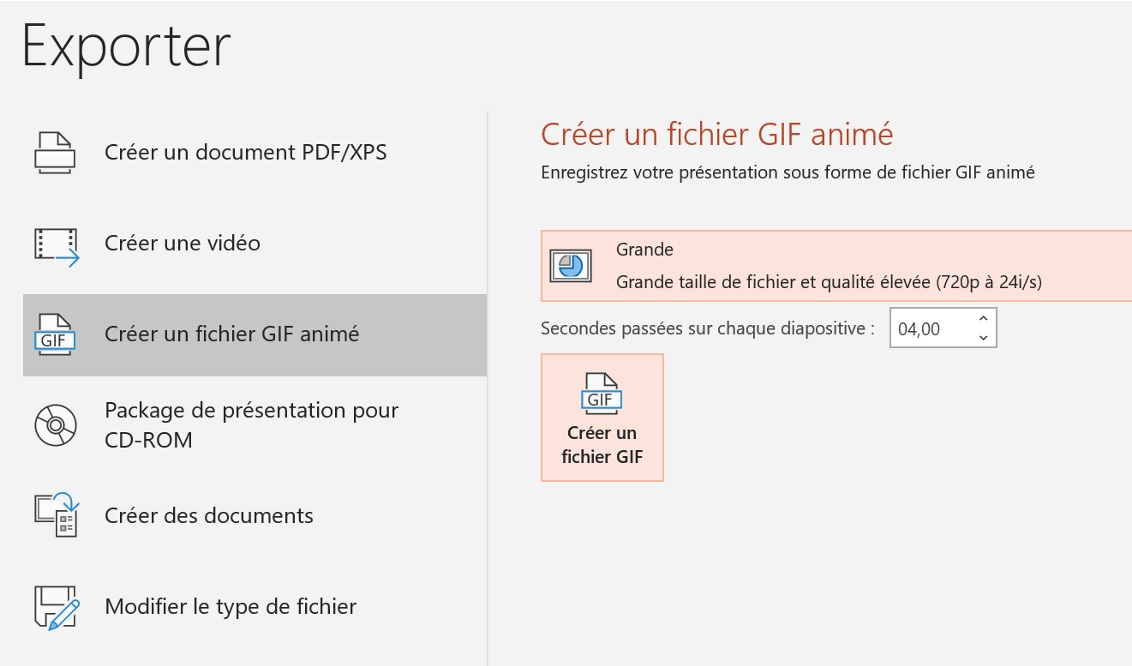 Exporter
Créer un document PDF/XPS
Créer une vidéo
GIF
Créer un fichier GIF animé
Package de présentation pour
CD-ROM
Créer des documents
Modifier le type de fichier
Créer un fichier GIF animé
Enregistrez votre présentation sous forme de fichier GIF animé
Grande
Grande taille de fichier et qualité élevée (720p à 24i/s)
Secondes passées sur chaque diapositive : 04,00
GIF
Créer un
fichier GIF